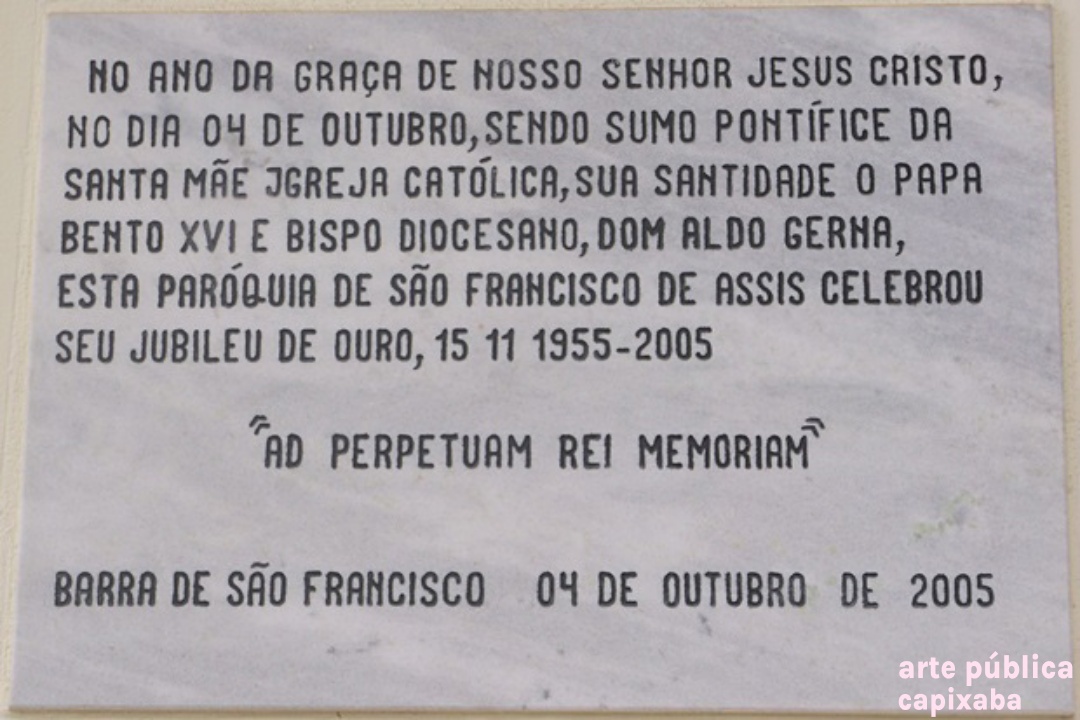 NO ANO DA GRAÇA DE NOSSO SENHOR JESUS CRISTO,
NO DIA 04 DE OUTUBRO, SENDO SUMO PONTÍFICE DA
SANTA MÃE IGREJA CATÓLICA, SUA SANTIDADE O PAPA
BENTO XVI E BISPO DIOCESANO, DOM ALDO GERNA,
ESTA PARÓQUIA DE SÃO FRANCISCO DE ASSIS CELEBROU
SEU JUBILEU DE OURO, 15 11 1955-2005
"AD PERPETUAM REI MEMORIAM"
BARRA DE SÃO FRANCISCO 04 DE OUTUBRO DE 2005
arte pública
capixaba